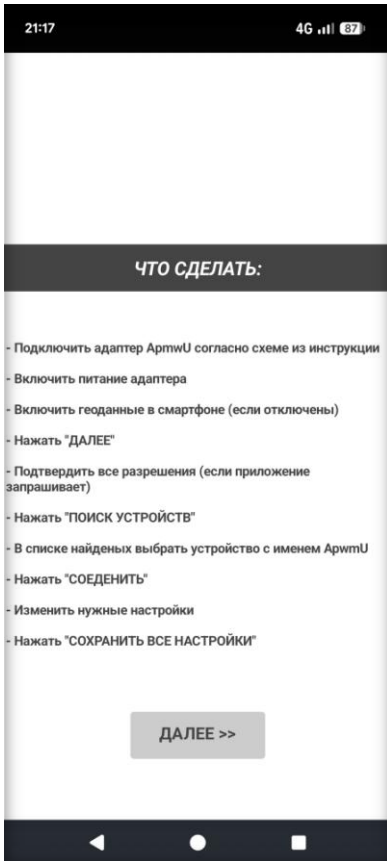 21:17
4G 87
ЧТО СДЕЛАТЬ:
- Подключить адаптер ApmwU согласно схеме из инструкции
- Включить питание адаптера
- Включить геоданные в смартфоне (если отключены)
- Нажать "ДАЛЕЕ"
- Подтвердить все разрешения (если приложение
запрашивает)
- Нажать "ПОИСК УСТРОЙСТВ"
- В списке найденых выбрать устройство с именем ApwmU
- Нажать "СОЕДЕНИТЬ"
- Изменить нужные настройки
- Нажать "СОХРАНИТЬ ВСЕ НАСТРОЙКИ"
ДАЛЕЕ >>